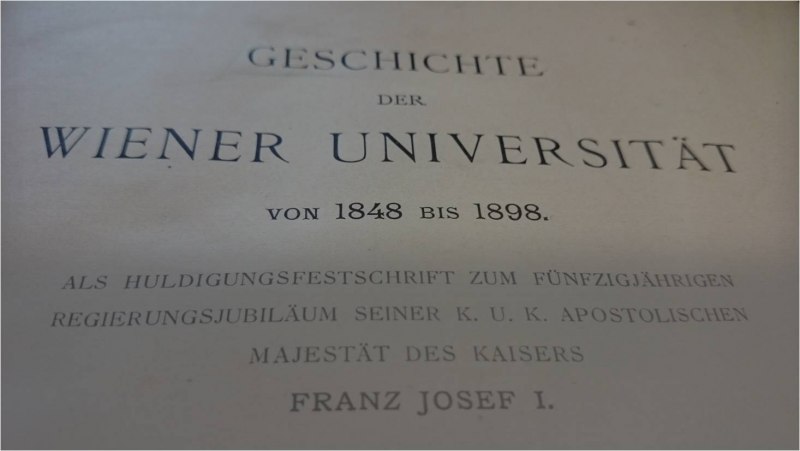 GESCHICHTE
DER
WIENER UNIVERSITÄT
VON 1848 BIS 1898.
ALS HULDIGUNGSFESTSCHRIFT ZUM FÜNFZIGJÄHRIGEN
REGIERUNGSJUBILÄUM SEINER K. U. K. APOSTOLISCHEN
MAJESTÄT DES KAISERS
FRANZ JOSEF I.